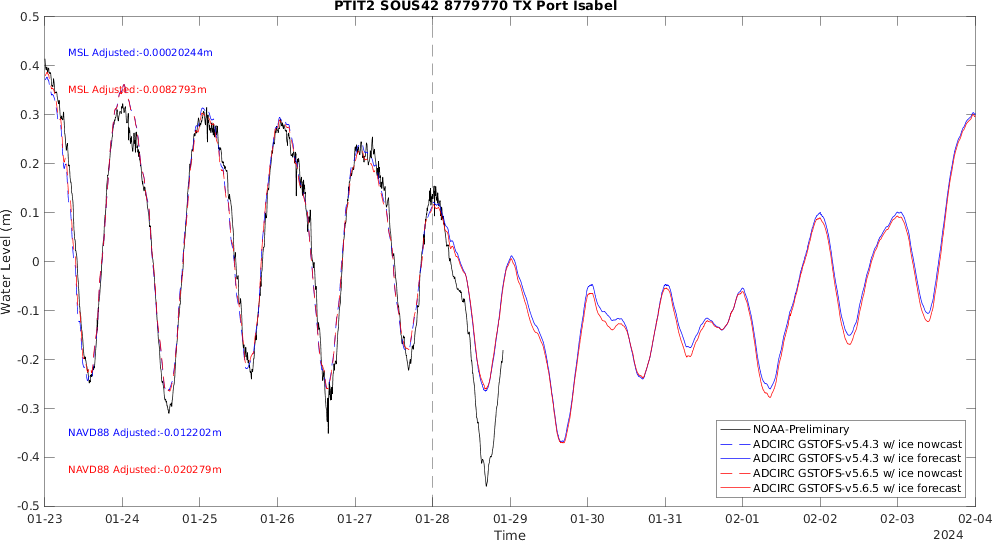 PTIT2 SOUS42 8779770 TX Port Isabel
0.5
0.4
0.3
0.2
0.1
0
-0.1
-0.2
-0.3
-0.4
-0.5
Water Level (m)
MSL Adjusted:-0.00020244m
MSL Adjusted:-0.0082793m
NAVD88 Adjusted:-0.012202m
NAVD88 Adjusted:-0.020279m
NOAA-Preliminary
ADCIRC GSTOFS-v5.4.3 w/ ice nowcast
ADCIRC GSTOFS-v5.4.3 w/ ice forecast
ADCIRC GSTOFS-v5.6.5 w/ ice nowcast
ADCIRC GSTOFS-v5.6.5 w/ ice forecast
01-23 01-24 01-25 01-26 01-27 01-28 01-29 01-30 01-31 02-01 02-02 02-03 02-04
Time
2024